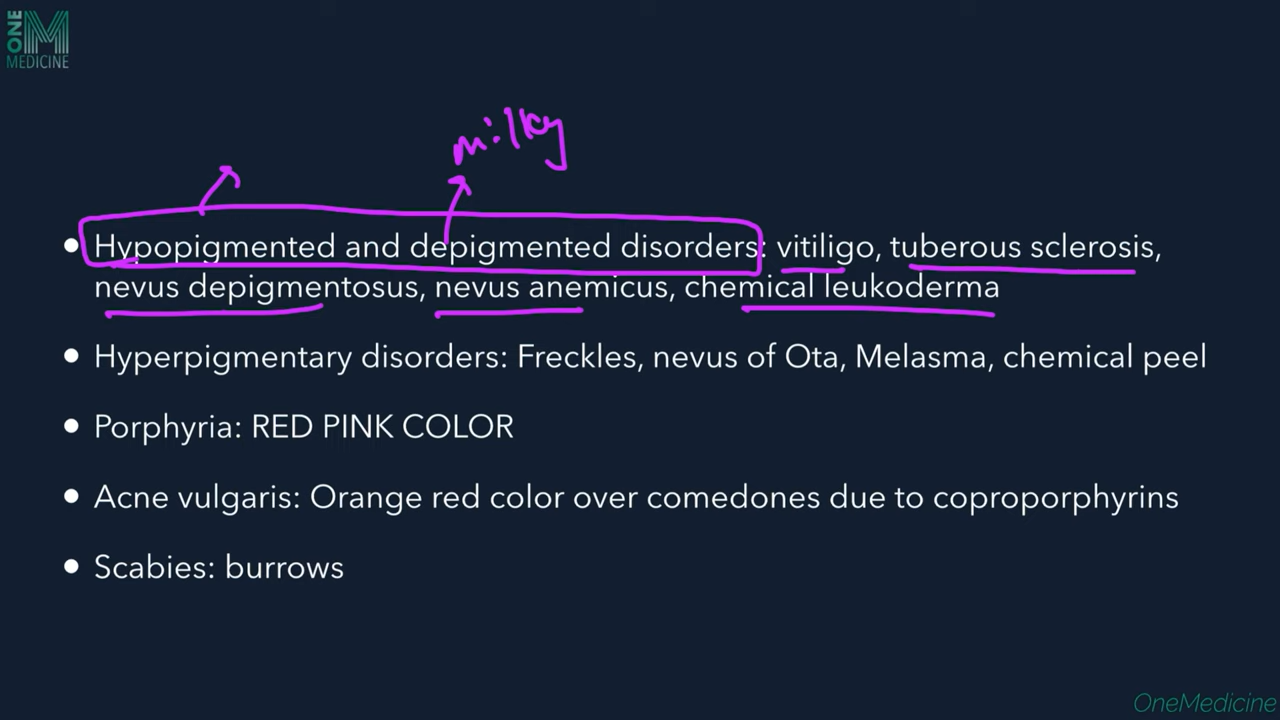 ONE
M
MEDICINE
milky
• Hypopigmented and depigmented disorders: vitiligo, tuberous sclerosis,
nevus depigmentosus, nevus anemicus, chemical leukoderma
• Hyperpigmentary disorders: Freckles, nevus of Ota, Melasma, chemical peel
• Porphyria: RED PINK COLOR
• Acne vulgaris: Orange red color over comedones due to coproporphyrins
• Scabies: burrows
OneMedicine